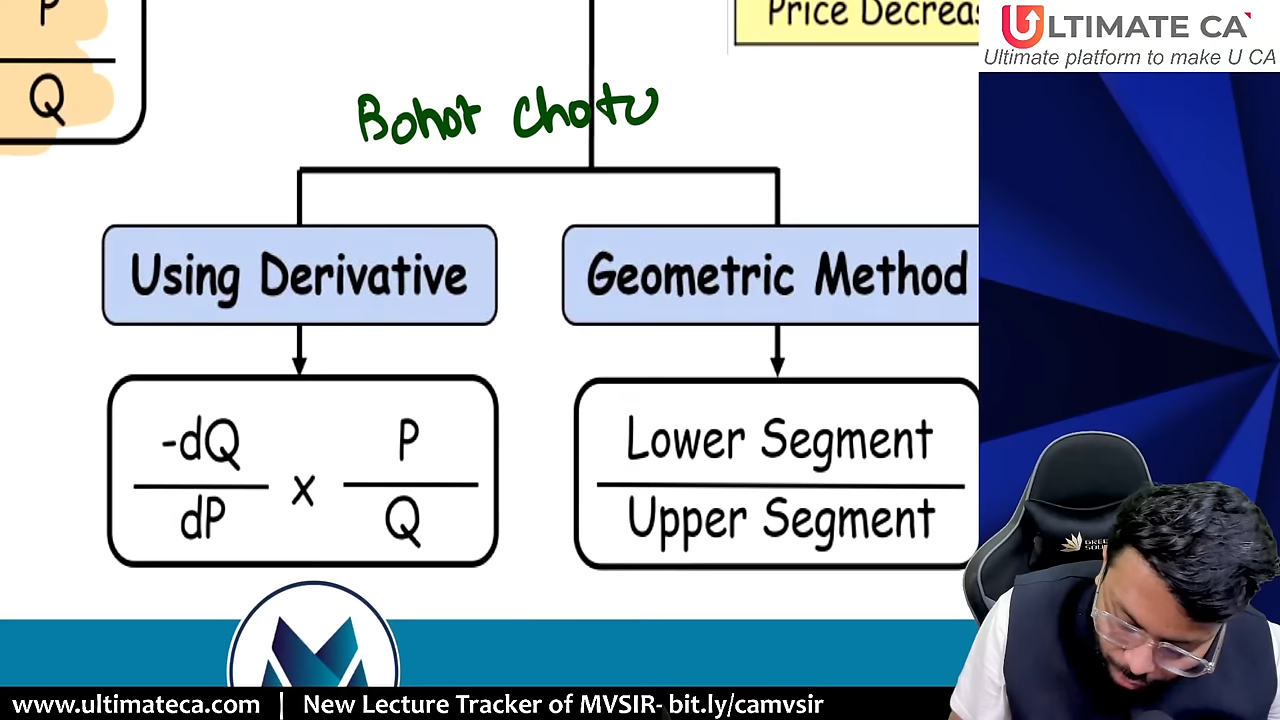 P
Q
Price Decreas
ULTIMATE CA
Ultimate platform to make U CA
Bohot choto
Using Derivative
Geometric Method
-dQ
dP
x
P
Q
Lower Segment
Upper Segment
www.ultimateca.com | New Lecture Tracker of MVSIR- bit.ly/camvsir